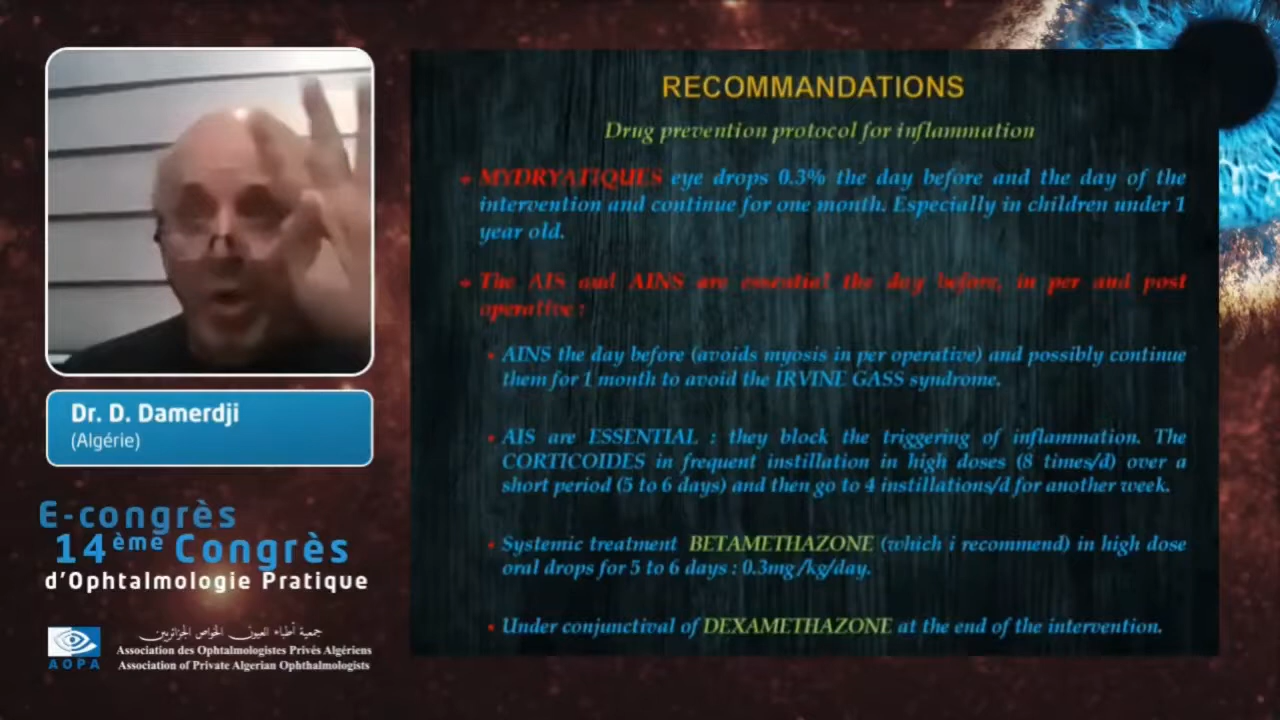 RECOMMANDATIONS
Drug prevention protocol for inflammation
MYDRYATIQUES eye drops 0.3% the day before and the day of the
intervention and continue for one month. Especially in children under 1
year old.
The AIS and AINS are essential the day before, in per and post
operative :
AINS the day before (avoids myosis in per operative) and possibly continue
them for 1 month to avoid the IRVINE GASS syndrome.
AIS are ESSENTIAL : they block the triggering of inflammation. The
CORTICOIDES in frequent instillation in high doses (8 times/d) over a
short period (5 to 6 days) and then go to 4 instillations/d for another week.
Systemic treatment BETAMETHAZONE (which i recommend) in high dose
oral drops for 5 to 6 days : 0.3mg/kg/day.
Under conjunctival of DEXAMETHAZONE at the end of the intervention.
Dr. D. Damerdji
(Algérie)
E-congrès
14ème Congrès
d'Ophtalmologie Pratique
جمعية أطباء العيون الخواص الجزائريين
Association des Ophtalmologistes Privés Algériens
Association of Private Algerian Ophthalmologists
AOPA